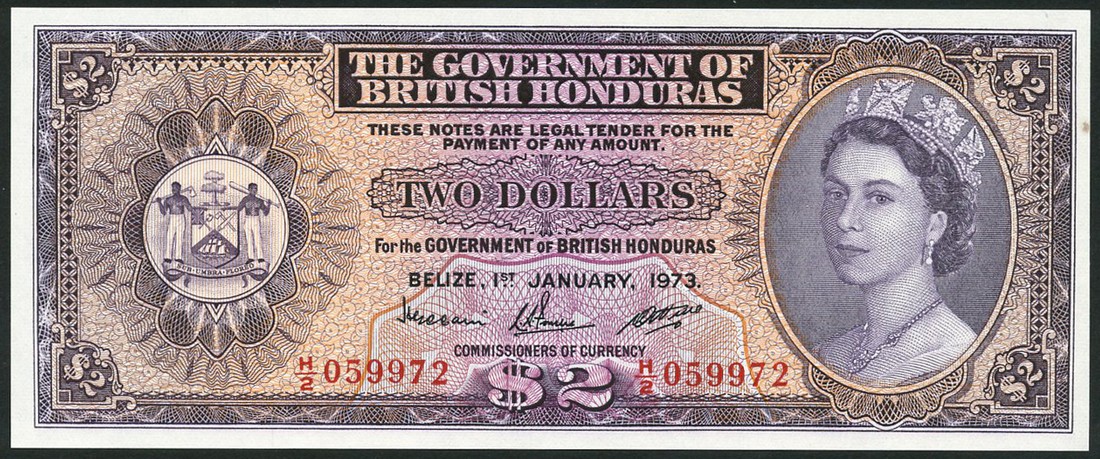 $2
$2
THE GOVERNMENT OF
BRITISH HONDURAS
THESE NOTES ARE LEGAL TENDER FOR THE
PAYMENT OF ANY AMOUNT.
TWO DOLLARS
For the GOVERNMENT of BRITISH HONDURAS
BELIZE, 1ST JANUARY, 1973.
SUB·UMBRA·FLOREO
COMMISSIONERS OF CURRENCY
H/2 059972
H/2 059972
$2
$2
$2